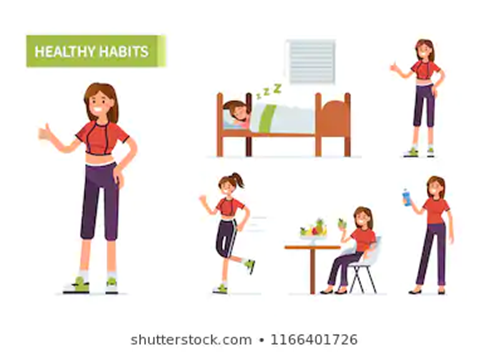 HEALTHY HABITS
z z Z
shutterstock.com • 1166401726